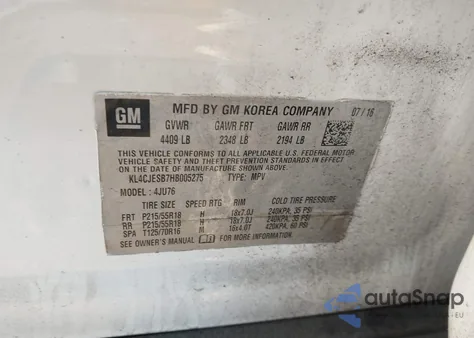 GM
MFD BY GM KOREA COMPANY 07/16
GVWR GAWR FRT GAWR RR
4409 LB 2348 LB 2194 LB
THIS VEHICLE CONFORMS TO ALL APPLICABLE U.S. FEDERAL
MOTOR VEHICLE SAFETY, BUMPER, AND THEFT PREVENTION
STANDARDS IN EFFECT ON THE DATE OF MANUFACTURE SHOWN ABOVE.
KL4CJESB7HB005275 TYPE: MPV
MODEL: 4JU76
TIRE SIZE SPEED RTG RIM COLD TIRE PRESSURE
FRT P215/55R18 H 18x7.0J 240KPA, 35 PSI
RR P215/55R18 H 18x7.0J 240KPA, 35 PSI
SPA T125/70R16 M 16x4.0T 420KPA, 60 PSI
SEE OWNER'S MANUAL FOR MORE INFORMATION
autoSnap